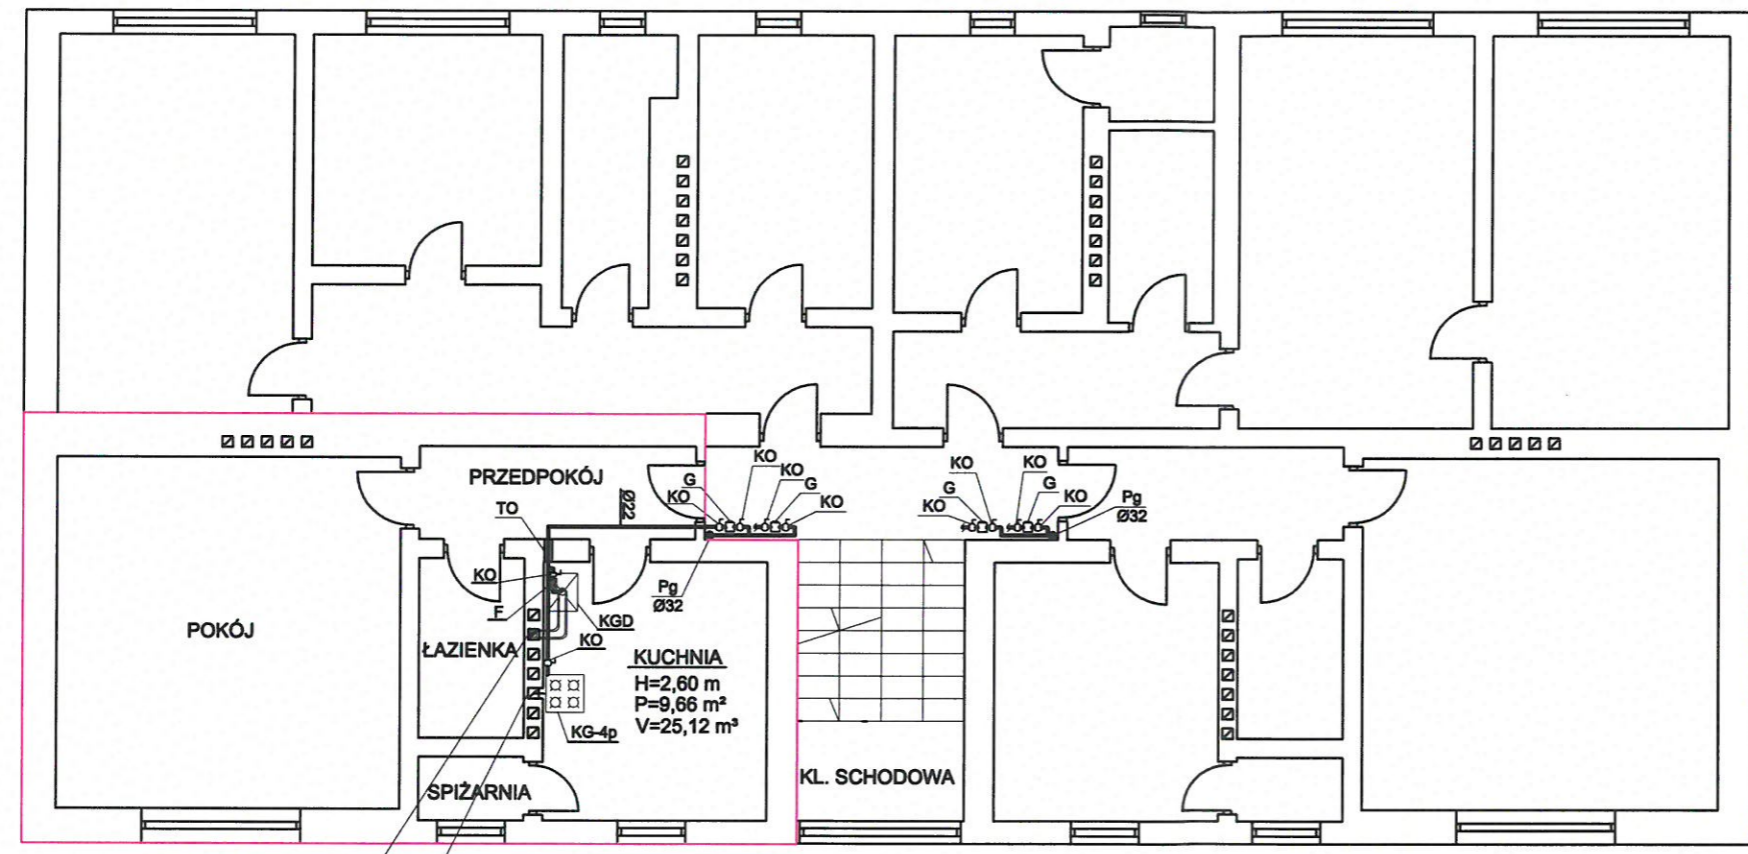 PRZEDPOKÓJ
TO
Ø22
KO
G
KO
KO
G
KO
KO
G
KO
KO
G
KO
Pg
Ø32
KO
F
Pg
Ø32
KGD
KO
POKÓJ
ŁAZIENKA
KUCHNIA
H=2,60 m
P=9,66 m²
V=25,12 m³
KG-4p
SPIŻARNIA
KL. SCHODOWA